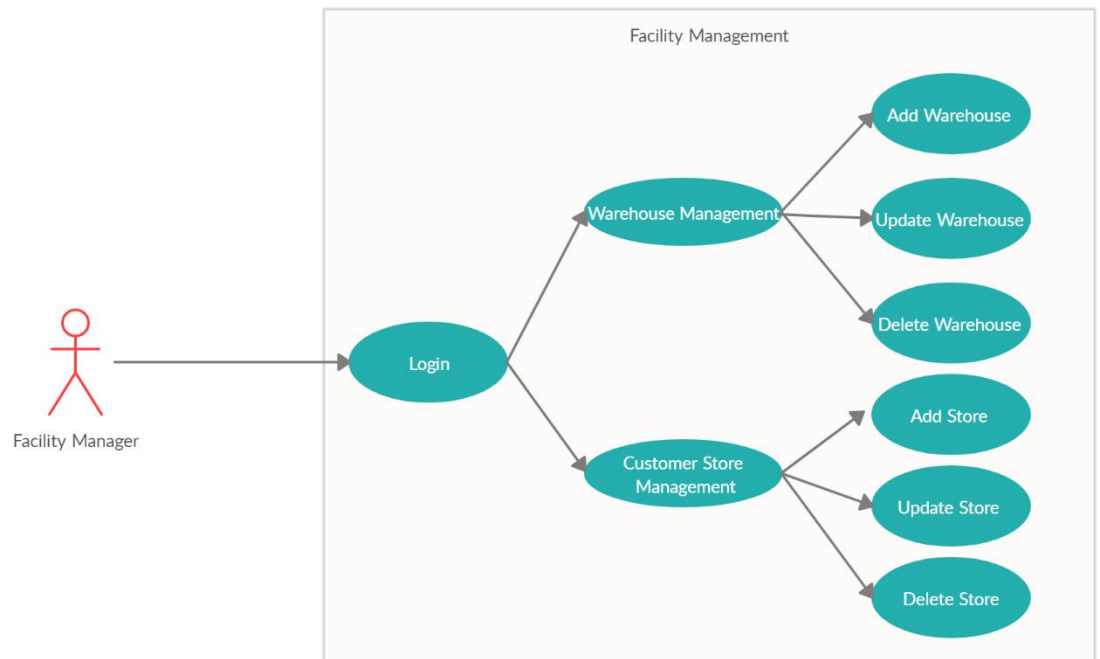 Facility Management
Add Warehouse
Warehouse Management
Update Warehouse
Delete Warehouse
Login
Add Store
Facility Manager
Customer Store
Management
Update Store
Delete Store